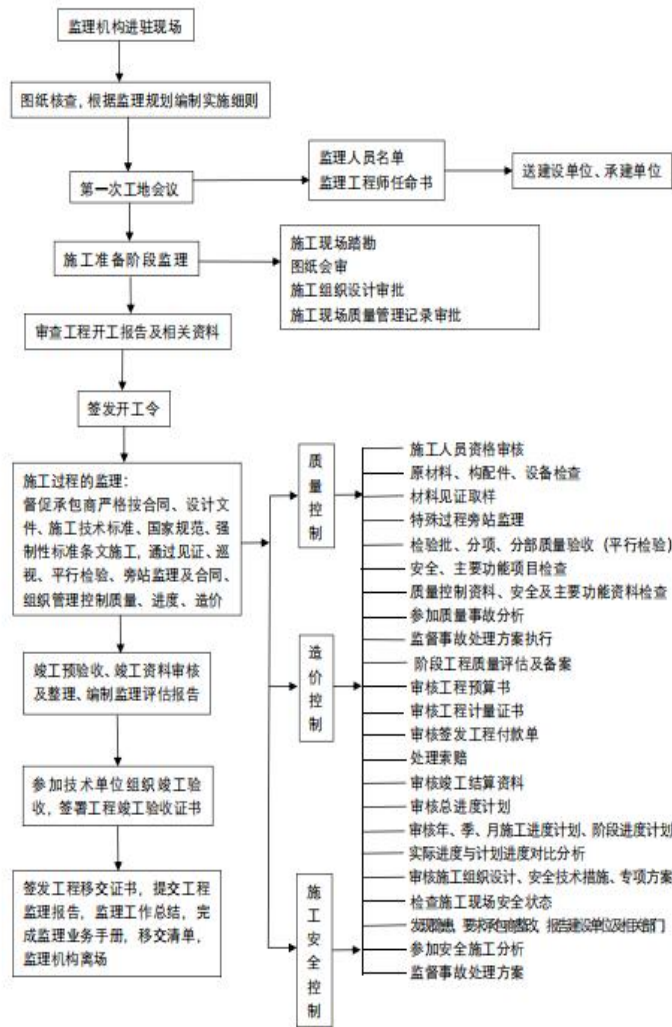 监理机构进驻现场
图纸核查,根据监理规划编制实施细则
第一次工地会议
监理人员名单
监理工程师任命书
送建设单位、承建单位
施工准备阶段监理
施工现场踏勘
图纸会审
施工组织设计审批
施工现场质量管理记录审批
审查工程开工报告及相关资料
签发开工令
施工过程的监理:
督促承包商严格按合同、设计文
件、施工技术标准、国家规范、强
制性标准条文施工,通过见证、巡
视、平行检验、旁站监理及合同、
组织管理控制质量、进度、造价
竣工预验收、竣工资料审核
及整理、编制监理评估报告
参加技术单位组织竣工验
收,签署工程竣工验收证书
签发工程移交证书,提交工程
监理报告,监理工作总结,完
成监理业务手册,移交清单,
监理机构离场
质量控制
造价控制
施工安全控制
施工人员资格审核
原材料、构配件、设备检查
材料见证取样
特殊过程旁站监理
检验批、分项、分部质量验收(平行检验)
安全、主要功能项目检查
质量控制资料、安全及主要功能资料检查
参加质量事故分析
监督事故处理方案执行
阶段工程质量评估及备案
审核工程预算书
审核工程计量证书
审核签发工程付款单
处理索赔
审核竣工结算资料
审核总进度计划
审核年、季、月施工进度计划、阶段进度计划
实际进度与计划进度对比分析
审核施工组织设计、安全技术措施、专项方案
检查施工现场安全状态
发现隐患,要求承包商整改,报告建设单位及相关部门
参加安全施工分析
监督事故处理方案